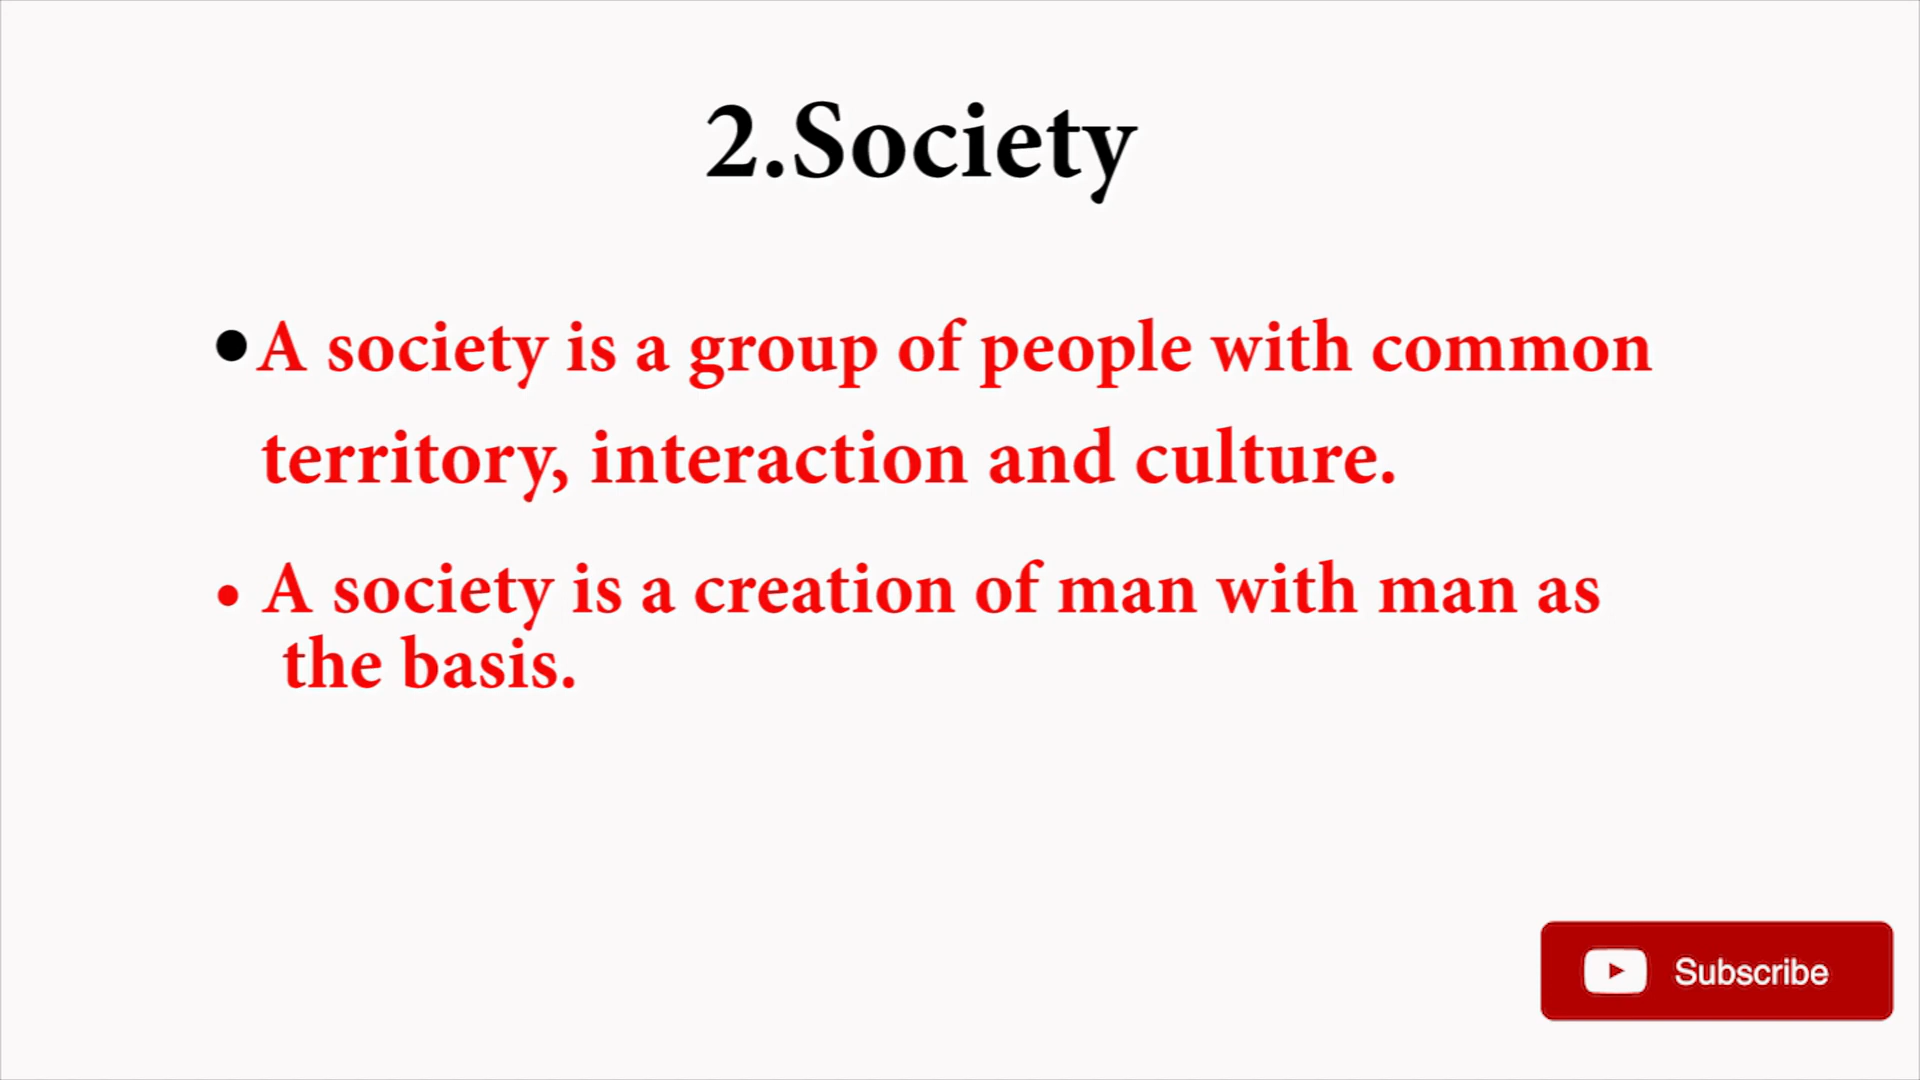 2.Society
•A society is a group of people with common
territory, interaction and culture.
• A society is a creation of man with man as
the basis.
Subscribe